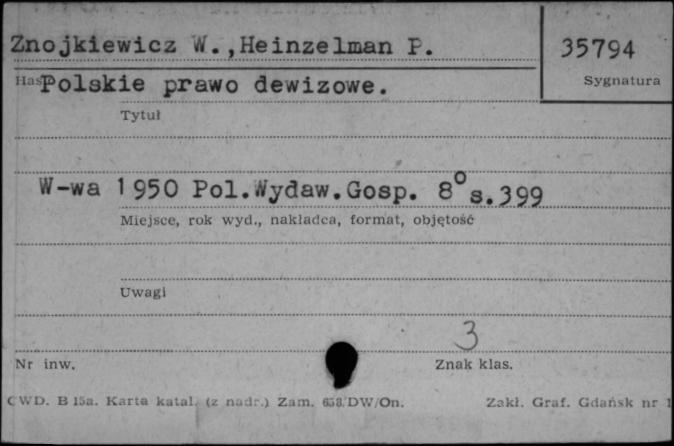 Znojkiewicz W.,Heinzelman P.
35794
Sygnatura
Polskie prawo dewizowe.
Tytuł
W-wa 1950 Pol.Wydaw.Gosp. 8° s.399
Miejsce, rok wyd., nakładca, format, objętość
Uwagi
3
Nr inw.
Znak klas.
CWD. B 15a. Karta katal. (z nadr.) Zam. DW/On.
Zakł. Graf. Gdańsk nr 1